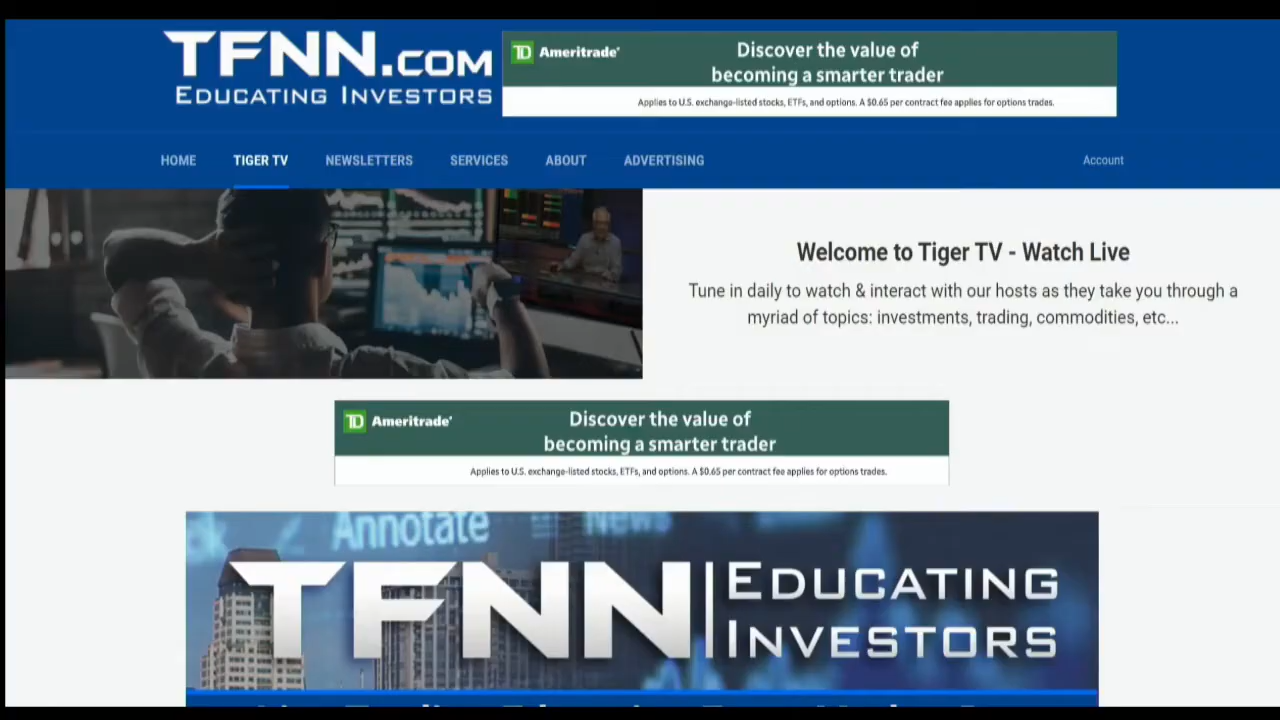 TFNN.COM
EDUCATING INVESTORS
TD Ameritrade
Discover the value of
becoming a smarter trader
Applies to U.S. exchange-listed stocks, ETFs, and options. A $0.65 per contract fee applies for options trades.
HOME TIGER TV NEWSLETTERS SERVICES ABOUT ADVERTISING Account
Welcome to Tiger TV - Watch Live
Tune in daily to watch & interact with our hosts as they take you through a
myriad of topics: investments, trading, commodities, etc...
TD Ameritrade
Discover the value of
becoming a smarter trader
Applies to U.S. exchange-listed stocks, ETFs, and options. A $0.65 per contract fee applies for options trades.
Annotate News
TFNN
EDUCATING
INVESTORS